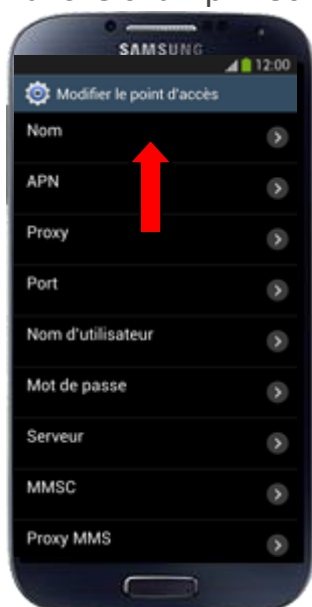 SAMSUNG
12:00
Modifier le point d'accès
Nom
APN
Proxy
Port
Nom d'utilisateur
Mot de passe
Serveur
MMSC
Proxy MMS